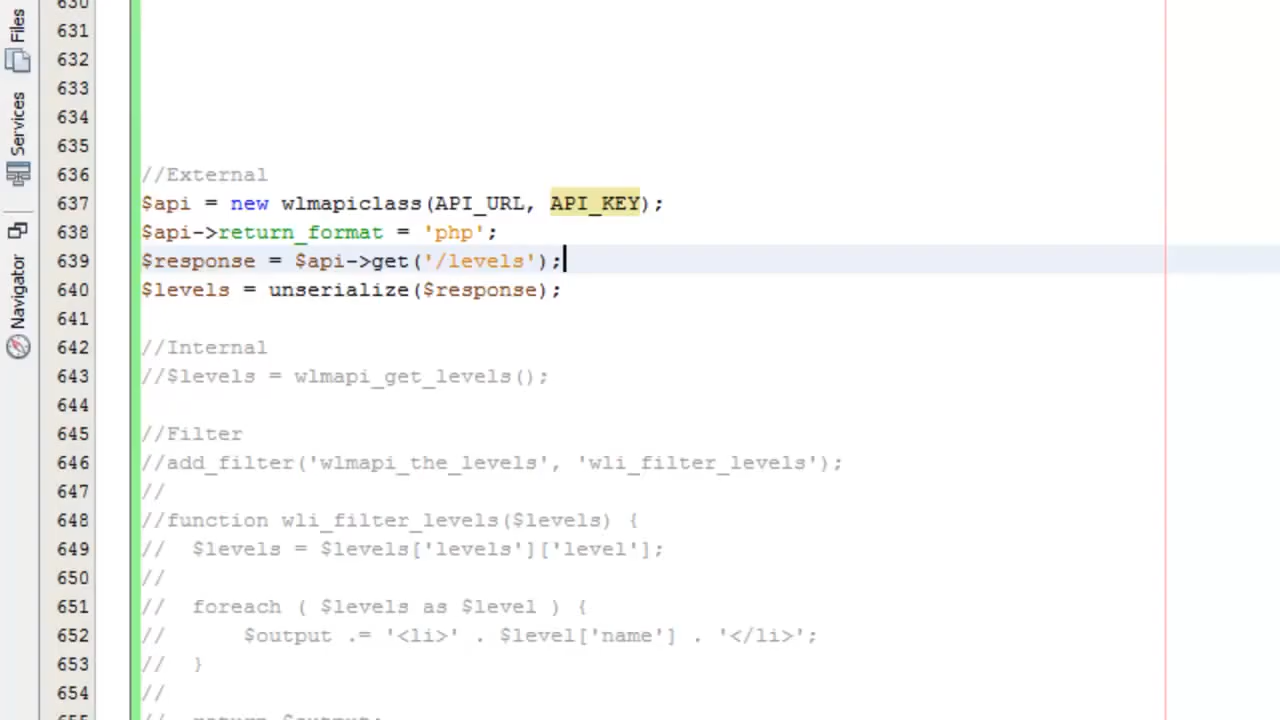 Files
Services
Navigator
630
631
632
633
634
635
636 //External
637 $api = new wlmapiclass(API_URL, API_KEY);
638 $api->return_format = 'php';
639 $response = $api->get('/levels');
640 $levels = unserialize($response);
641
642 //Internal
643 //$levels = wlmapi_get_levels();
644
645 //Filter
646 //add_filter('wlmapi_the_levels', 'wli_filter_levels');
647 //
648 //function wli_filter_levels($levels) {
649 //  $levels = $levels['levels']['level'];
650 //
651 //  foreach ( $levels as $level ) {
652 //      $output .= '<li>' . $level['name'] . '</li>';
653 //  }
654 //
655 //  return $output;